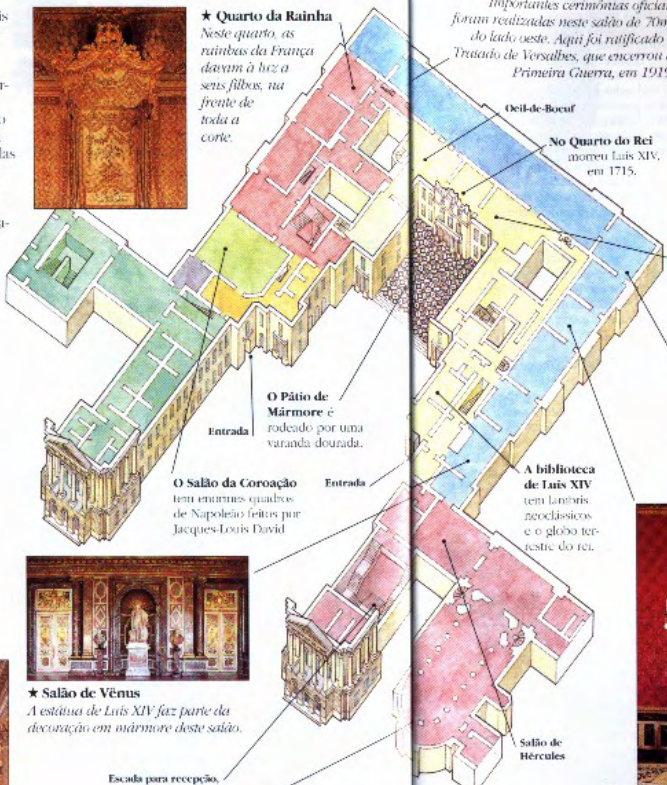 ★ Quarto da Rainha
Neste quarto, as
rainhas da França
davam à luz a
seus filhos, na
frente de
toda a
corte.
Importantes cerimônias oficiai
foram realizadas neste salão de 70m
do lado oeste. Aqui foi ratificado
Tratado de Versalhes, que encerrou
Primeira Guerra, em 1919
Oeil-de-Boeuf
No Quarto do Rei
morreu Luís XIV,
em 1715.
O Pátio de
Mármore é
rodeado por uma
varanda dourada.
Entrada
O Salão da Coroação
tem enormes quadros
de Napoleão feitos por
Jacques-Louis David
Entrada
A biblioteca
de Luís XIV
tem lambris
neoclássicos
e o globo ter-
restre do rei.
★ Salão de Vênus
A estátua de Luís XIV faz parte da
decoração em mármore deste salão.
Salão de
Hércules
Escada para recepção,